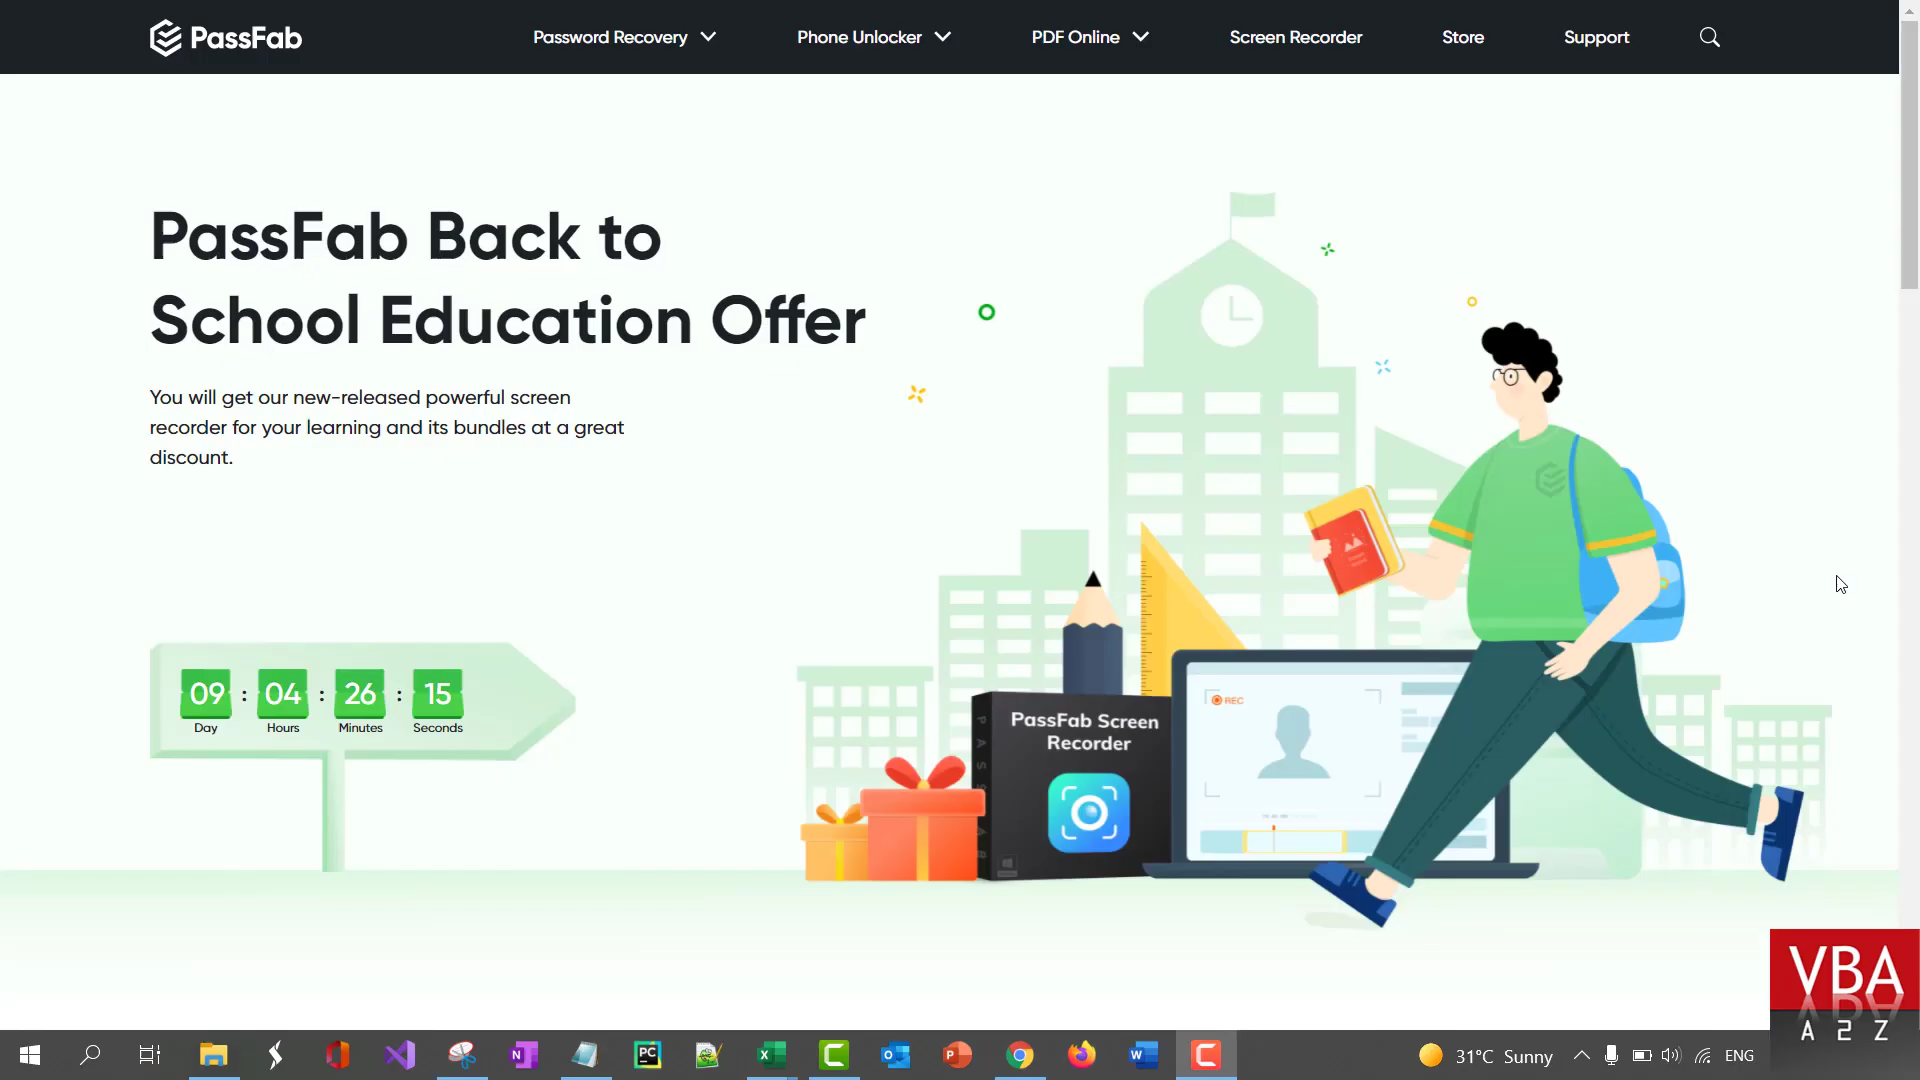 PassFab
Password Recovery
Phone Unlocker
PDF Online
Screen Recorder
Store
Support
PassFab Back to
School Education Offer
You will get our new-released powerful screen
recorder for your learning and its bundles at a great
discount.
09 : 04 : 26 : 15
Day Hours Minutes Seconds
REC
PassFab Screen
Recorder
VBA
A 2 Z
31°C Sunny
ENG